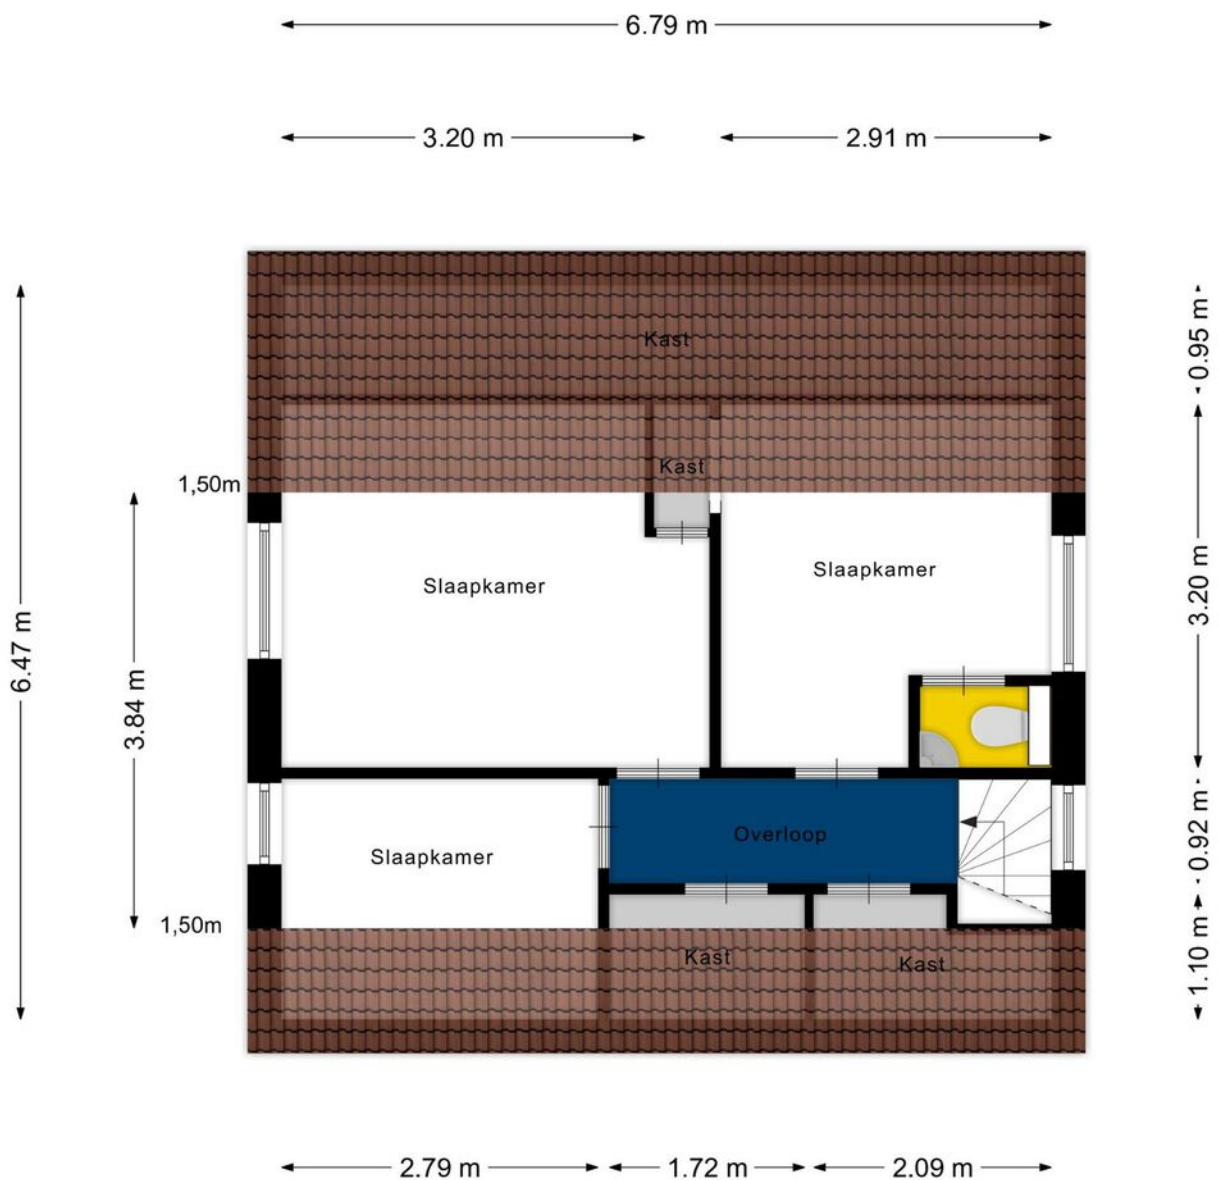 6.79 m
3.20 m
2.91 m
Kast
0.95 m
Kast
1,50m
Slaapkamer
Slaapkamer
3.20 m
6.47 m
3.84 m
Overloop
0.92 m
Slaapkamer
1,50m
Kast
Kast
1.10 m
2.79 m
1.72 m
2.09 m